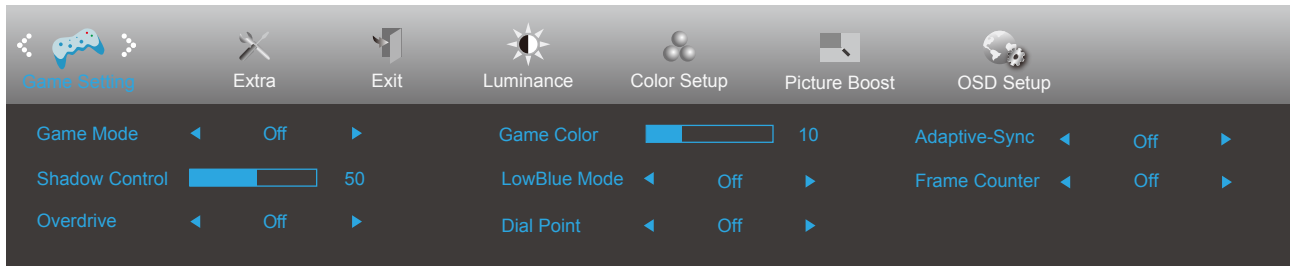 Game Setting Extra Exit Luminance Color Setup Picture Boost OSD Setup
Game Mode Off Game Color 10 Adaptive-Sync Off
Shadow Control 50 LowBlue Mode Off Frame Counter Off
Overdrive Off Dial Point Off